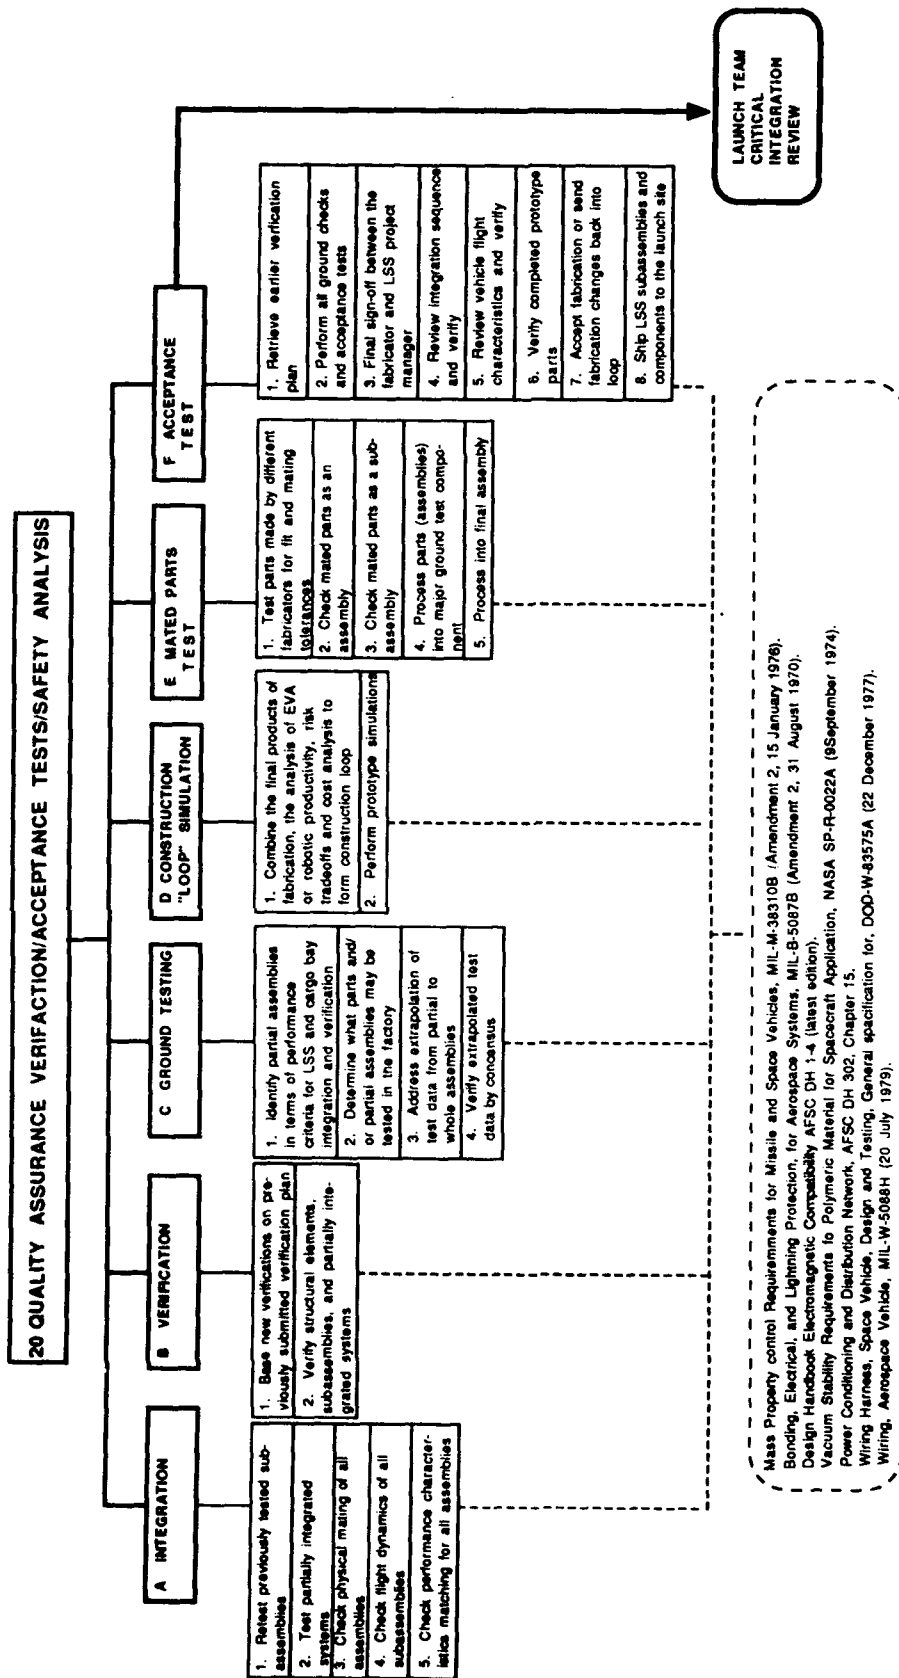 20 QUALITY ASSURANCE VERIFACTION/ACCEPTANCE TESTS/SAFETY ANALYSIS
A INTEGRATION
1. Retest previously tested sub-
assemblies
2. Test partially integrated
systems
3. Check physical mating of all
assemblies
4. Check flight dynamics of all
subassemblies
5. Check performance character-
istics matching for all assemblies
B VERIFICATION
1. Base new verifications on pre-
viously submitted verification plan
2. Verify structural elements,
subassemblies, and partially inte-
grated systems
C GROUND TESTING
1. Identify partial assemblies
in terms of performance
criteria for LSS and cargo bay
integration and verification
2. Determine what parts and/
or partial assemblies may be
tested in the factory
3. Address extrapolation of
test data from partial to
whole assemblies
4. Verify extrapolated test
data by concensus
D CONSTRUCTION
"LOOP" SIMULATION
1. Combine the final products of
fabrication, the analysis of EVA
or robotic productivity, risk
tradeoffs and cost analysis to
form construction loop
2. Perform prototype simulations
E MATED PARTS
TEST
1. Test parts made by different
fabricators for fit and mating
tolerances
2. Check mated parts as an
assembly
3. Check mated parts as a sub-
assembly
4. Process parts (assemblies)
into major ground test compo-
nent
5. Process into final assembly
F ACCEPTANCE
TEST
1. Retrieve earlier verfication
plan
2. Perform all ground checks
and acceptance tests
3. Final sign-off between the
fabricator and LSS project
manager
4. Review integration sequence
and verify
5. Review vehicle flight
characteristics and verify
6. Verify completed prototype
parts
7. Accept fabrication or send
fabrication changes back into
loop
8. Ship LSS subassemblies and
components to the launch site
LAUNCH TEAM
CRITICAL
INTEGRATION
REVIEW
Mass Property control Requiremments for Missile and Space Vehicles, MIL-M-38310B (Amendment 2, 15 January 1976).
Bonding, Electrical, and Lightning Protection, for Aerospace Systems, MIL-B-5087B (Amendment 2, 31 August 1970).
Design Handbook Electromagnetic Compatibility AFSC DH 1-4 (latest edition).
Vacuum Stability Requirements fo Polymeric Material for Spacecraft Application, NASA SP-R-0022A (9September 1974).
Power Conditioning and Distribution Network, AFSC DH 302, Chapter 15.
Wiring Harness, Space Vehicle, Design and Testing, General spacification for, DOD-W-83575A (22 December 1977).
Wiring, Aerospace Vehicle, MIL-W-5088H (20 July 1979).